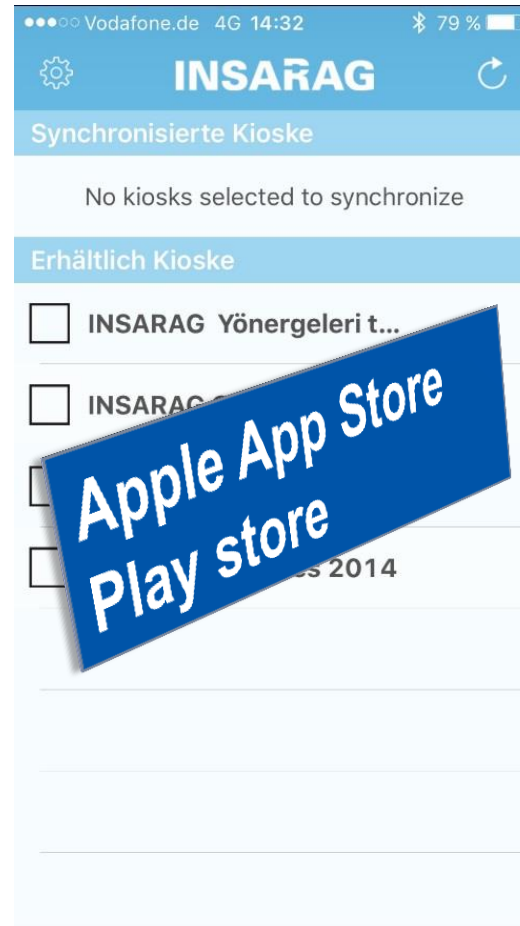 Vodafone.de 4G 14:32 79 %
INSARAG
Synchronisierte Kioske
No kiosks selected to synchronize
Erhältlich Kioske
INSARAG Yönergeleri t...
INSARAG
Apple App Store
Play store
2014